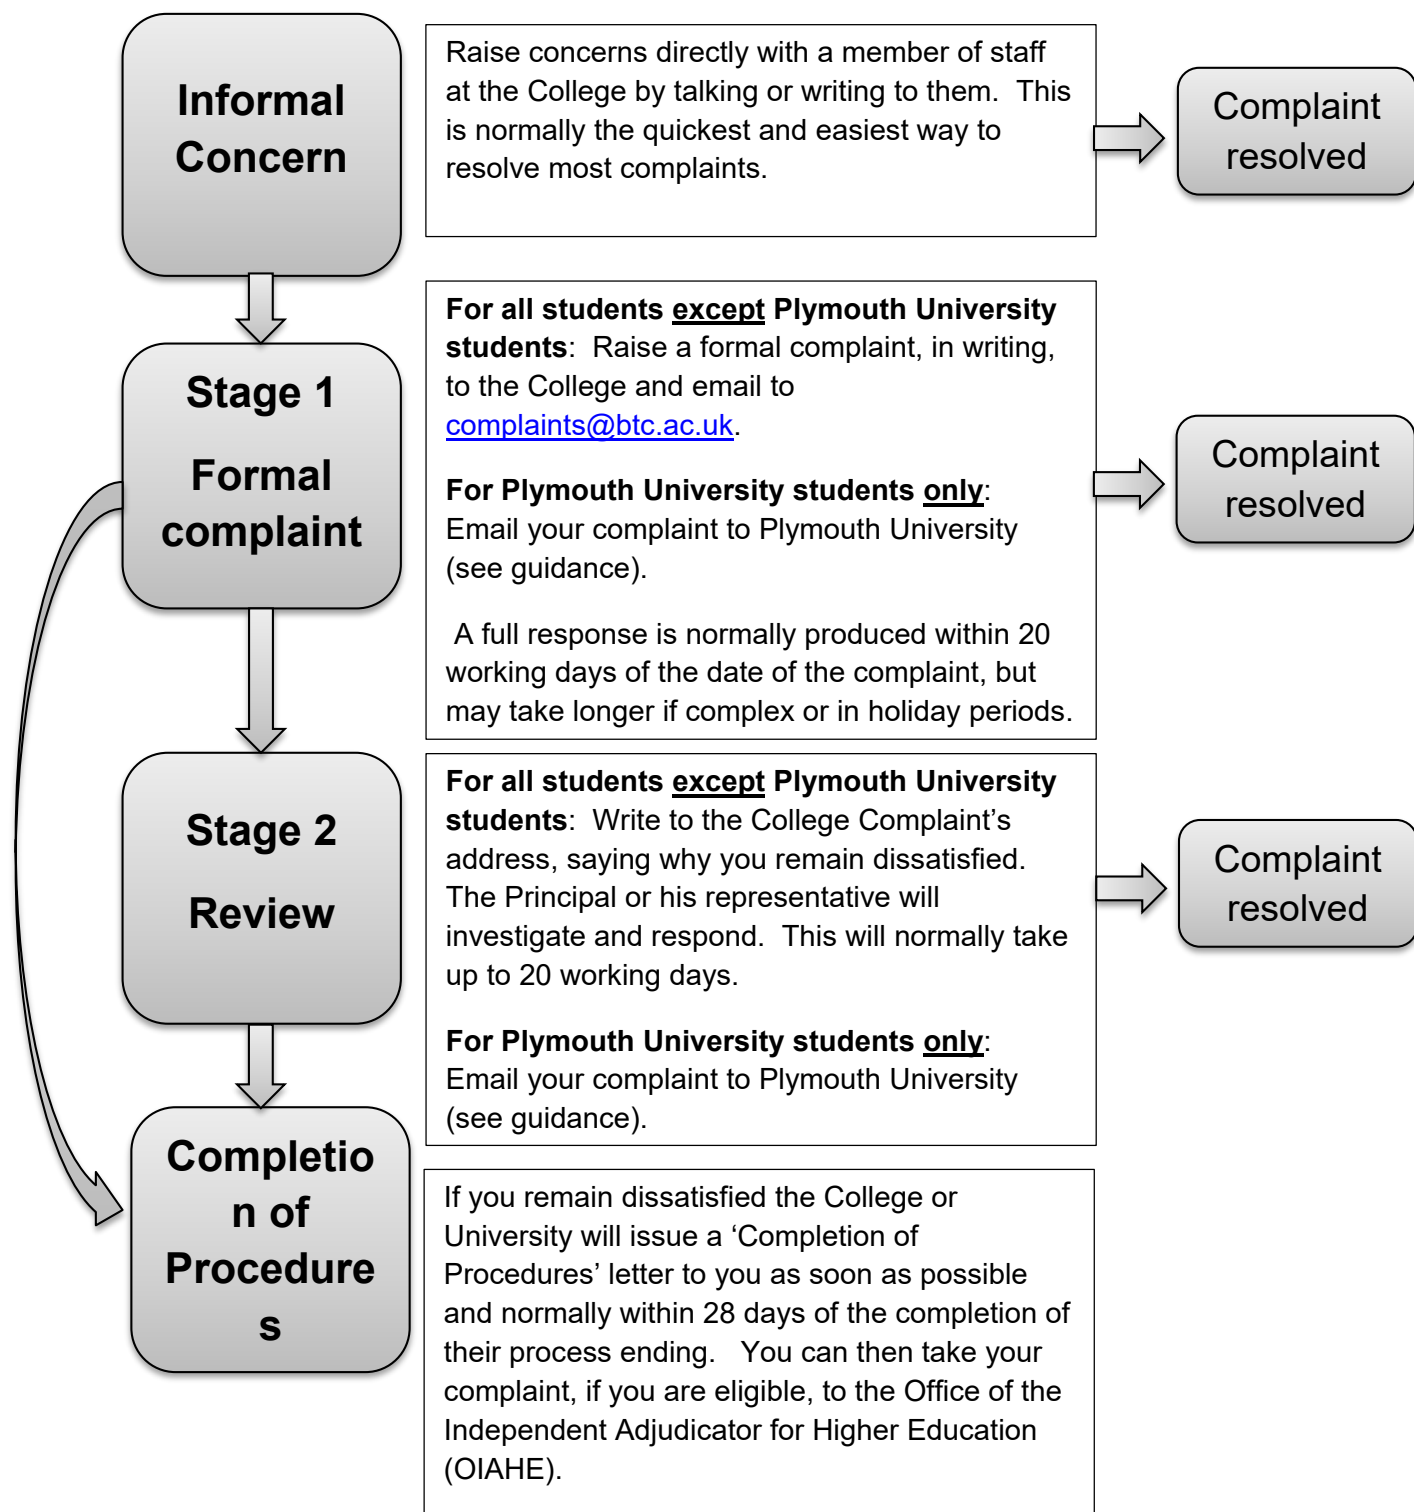 Informal
Concern
Raise concerns directly with a member of staff
at the College by talking or writing to them.  This
is normally the quickest and easiest way to
resolve most complaints.
Complaint
resolved
Stage 1
Formal
complaint
For all students except Plymouth University
students:  Raise a formal complaint, in writing,
to the College and email to
complaints@btc.ac.uk.
For Plymouth University students only:
Email your complaint to Plymouth University
(see guidance).
A full response is normally produced within 20
working days of the date of the complaint, but
may take longer if complex or in holiday periods.
Complaint
resolved
Stage 2
Review
For all students except Plymouth University
students:  Write to the College Complaint’s
address, saying why you remain dissatisfied.
The Principal or his representative will
investigate and respond.  This will normally take
up to 20 working days.
For Plymouth University students only:
Email your complaint to Plymouth University
(see guidance).
Complaint
resolved
Completio
n of
Procedure
s
If you remain dissatisfied the College or
University will issue a ‘Completion of
Procedures’ letter to you as soon as possible
and normally within 28 days of the completion of
their process ending.   You can then take your
complaint, if you are eligible, to the Office of the
Independent Adjudicator for Higher Education
(OIAHE).